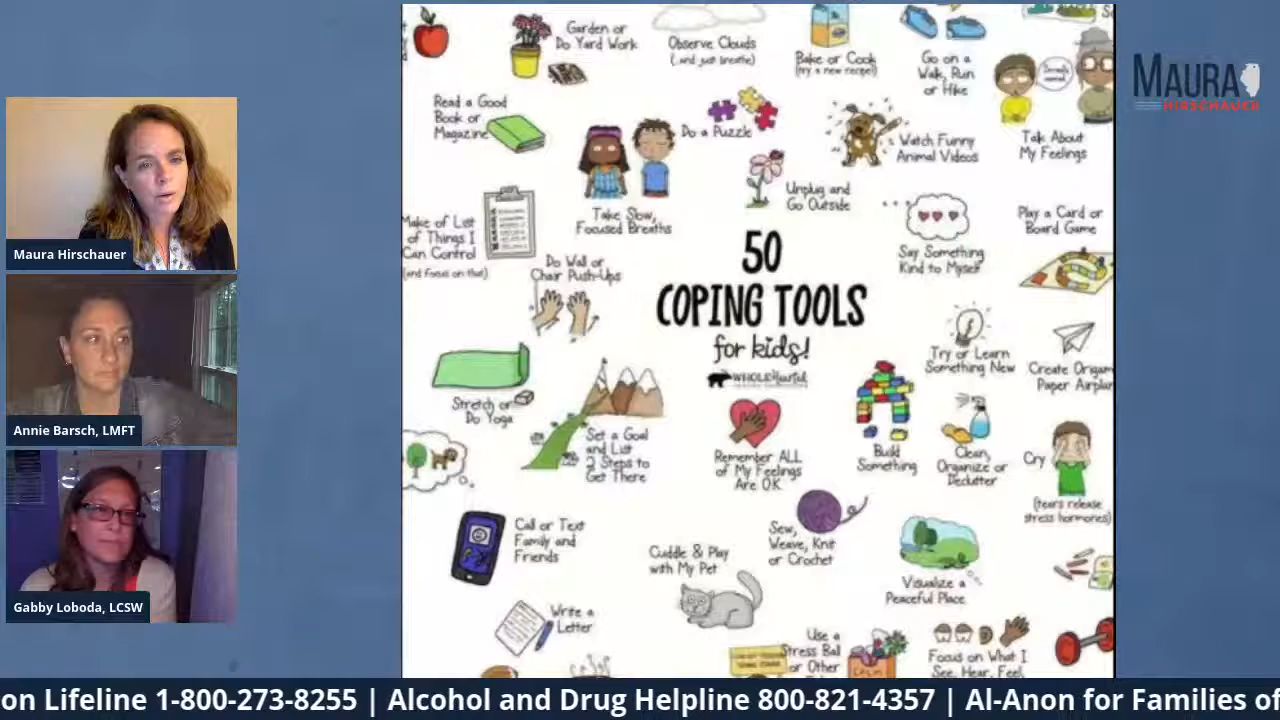 Garden or
Do Yard Work
Observe Clouds
(..and just breathe)
Bake or Cook
(try a new recipe)
Go on a
Walk, Run
or Hike
MAURA
HIRSCHAUER
Read a Good
Book or
Magazine
Do a Puzzle
Watch Funny
Animal Videos
Talk About
My Feelings
Take Slow,
Focused Breaths
Unplug and
Go Outside
Make of List
of Things I
Can Control
(and focus on that)
Say Something
Kind to Myself
Play a Card or
Board Game
Do Wall or
Chair Push-Ups
50
COPING TOOLS
for kids!
WHOLEHearted
Try or Learn
Something New
Create Origam
Paper Airplan
Stretch or
Do Yoga
Set a Goal
and List
2 Steps to
Get There
Remember ALL
of My Feelings
Are OK
Build
Something
Clean,
Organize or
Declutter
Cry
(tears release
stress hormones)
Call or Text
Family and
Friends
Cuddle & Play
with My Pet
Sew,
Weave, Knit
or Crochet
Visualize a
Peaceful Place
Write a
Letter
Use a
Stress Ball
or Other
CALM
Focus on What I
See, Hear, Feel,
Maura Hirschauer
Annie Barsch, LMFT
Gabby Loboda, LCSW
on Lifeline 1-800-273-8255 | Alcohol and Drug Helpline 800-821-4357 | Al-Anon for Families of